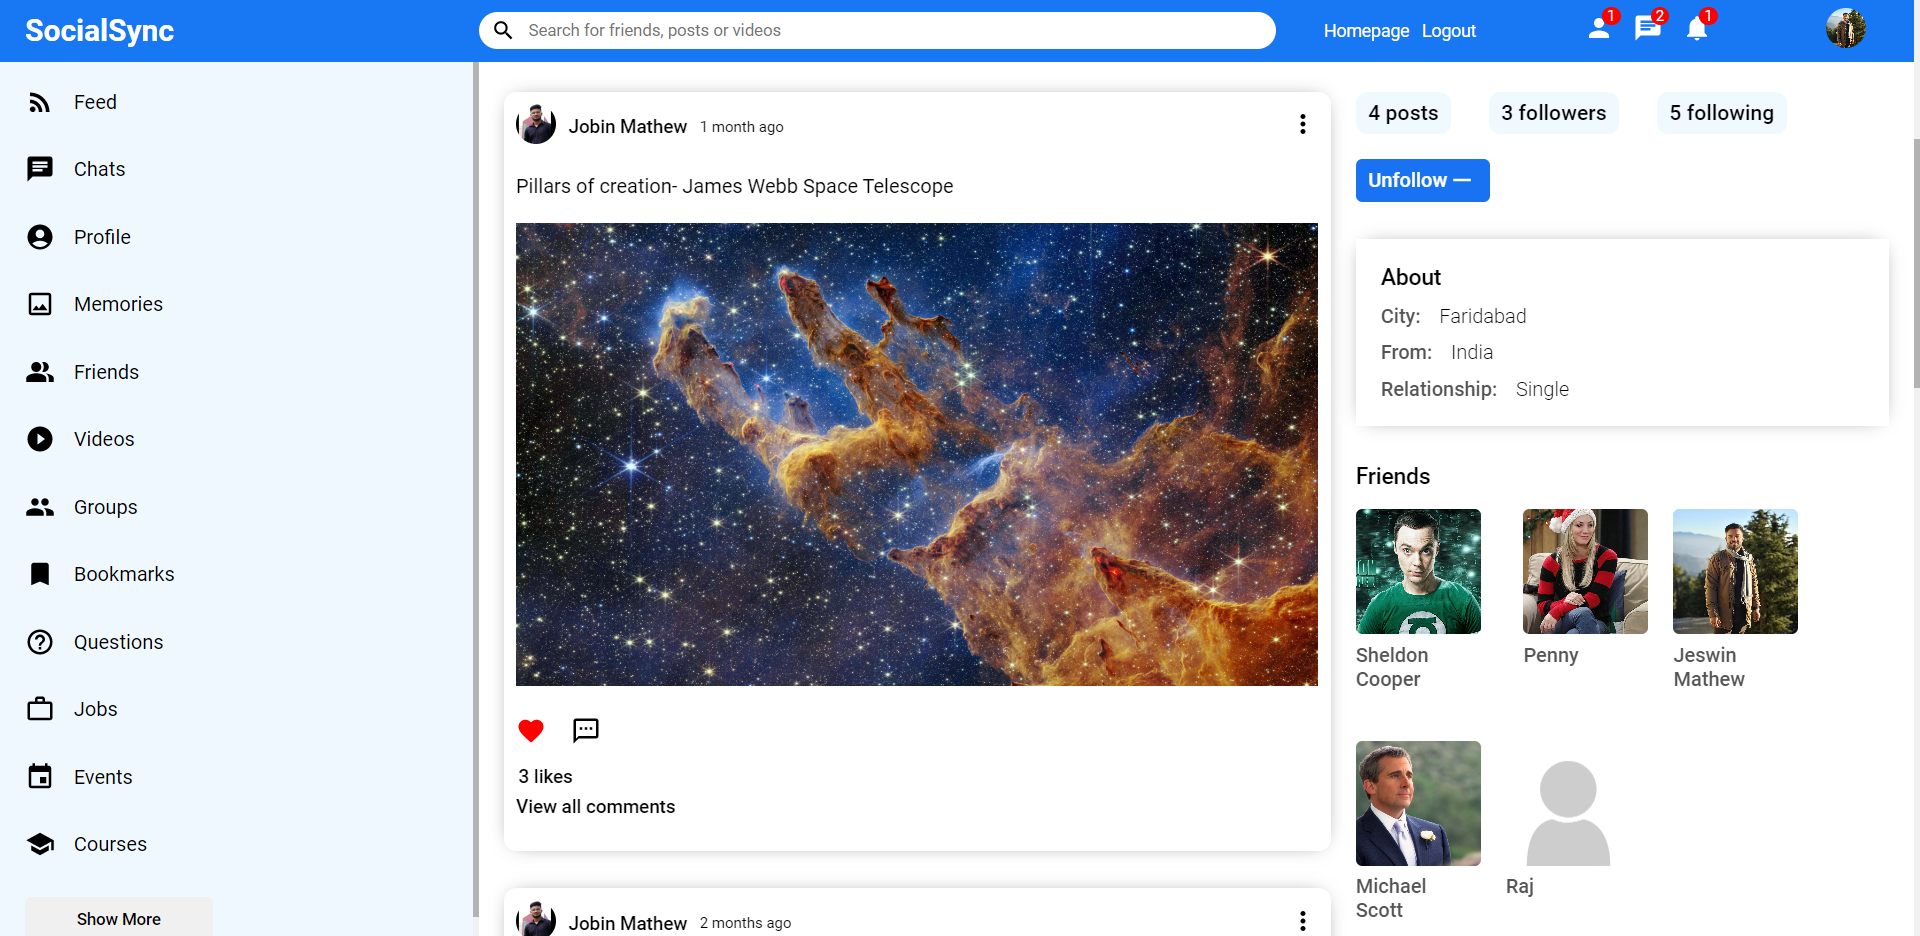 SocialSync
Search for friends, posts or videos
Homepage Logout
1
2
1
Feed
Chats
Profile
Memories
Friends
Videos
Groups
Bookmarks
Questions
Jobs
Events
Courses
Show More
Jobin Mathew 1 month ago
Pillars of creation- James Webb Space Telescope
3 likes
View all comments
Jobin Mathew 2 months ago
4 posts 3 followers 5 following
Unfollow —
About
City: Faridabad
From: India
Relationship: Single
Friends
Sheldon
Cooper
Penny
Jeswin
Mathew
Michael
Scott
Raj